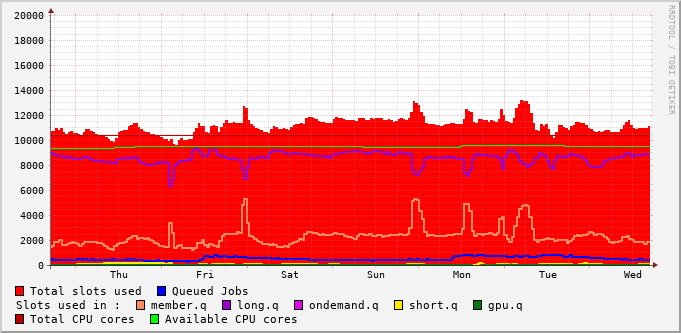 20000
18000
16000
14000
12000
10000
8000
6000
4000
2000
0
Thu Fri Sat Sun Mon Tue Wed
RRDTOOL / TOBI OETIKER
Total slots used Queued Jobs
Slots used in : member.q long.q ondemand.q short.q gpu.q
Total CPU cores Available CPU cores